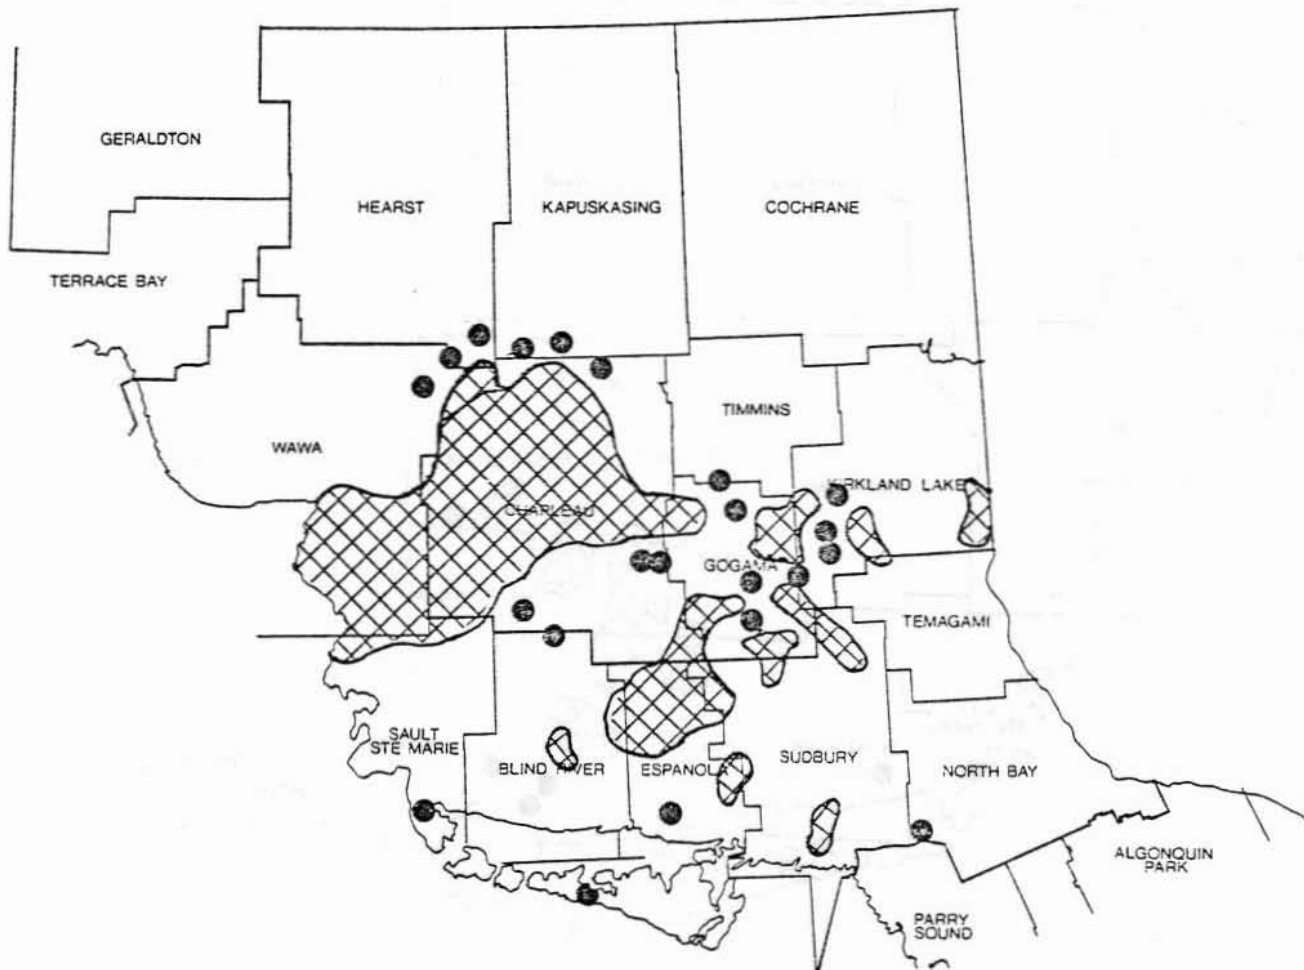 GERALDTON
HEARST
KAPUSKASING
COCHRANE
TERRACE BAY
TIMMINS
WAWA
KIRKLAND LAKE
GOGAMA
TEMAGAMI
SAULT
STE MARIE
BLIND RIVER
ESPANOLA
SUDBURY
NORTH BAY
ALGONQUIN
PARK
PARRY
SOUND